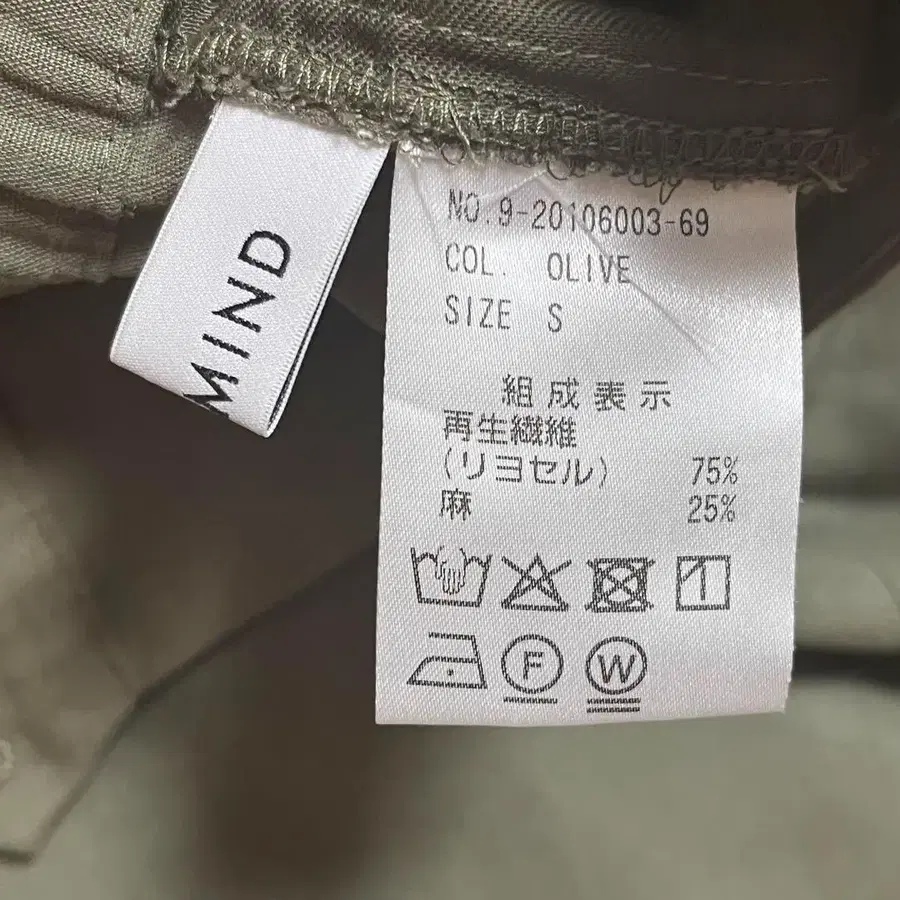 MIND
NO.9-20106003-69
COL. OLIVE
SIZE S
組成表示
再生繊維
(リヨセル) 75%
麻 25%
F W